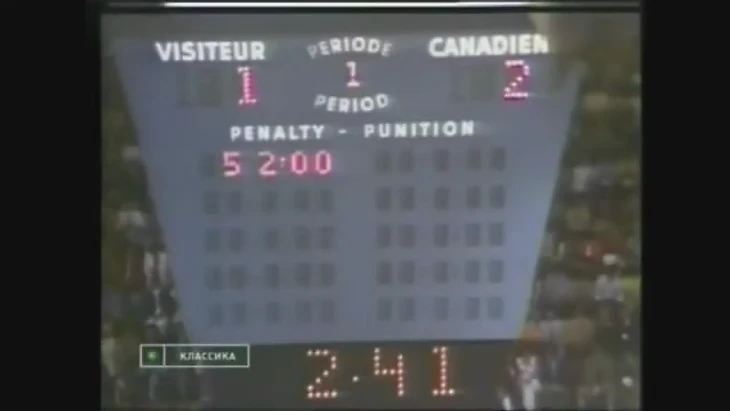 VISITEUR PERIODE CANADIEN
1 1 2
PERIOD
PENALTY - PUNITION
5 2:00
КЛАССИКА
2.41